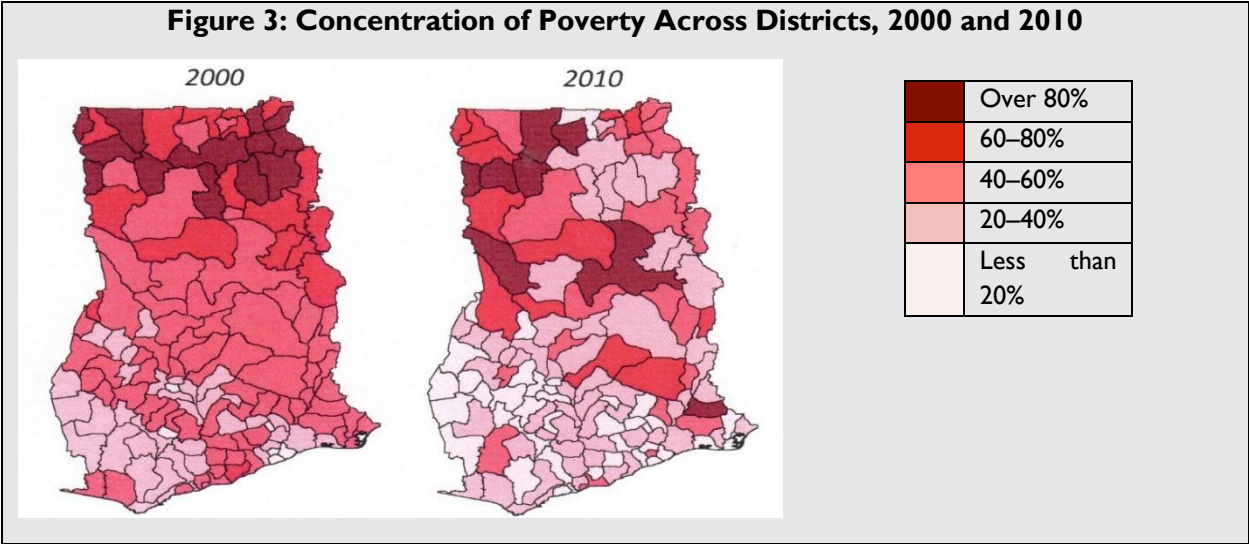 Figure 3: Concentration of Poverty Across Districts, 2000 and 2010
2000
2010
Over 80%
60–80%
40–60%
20–40%
Less than
20%